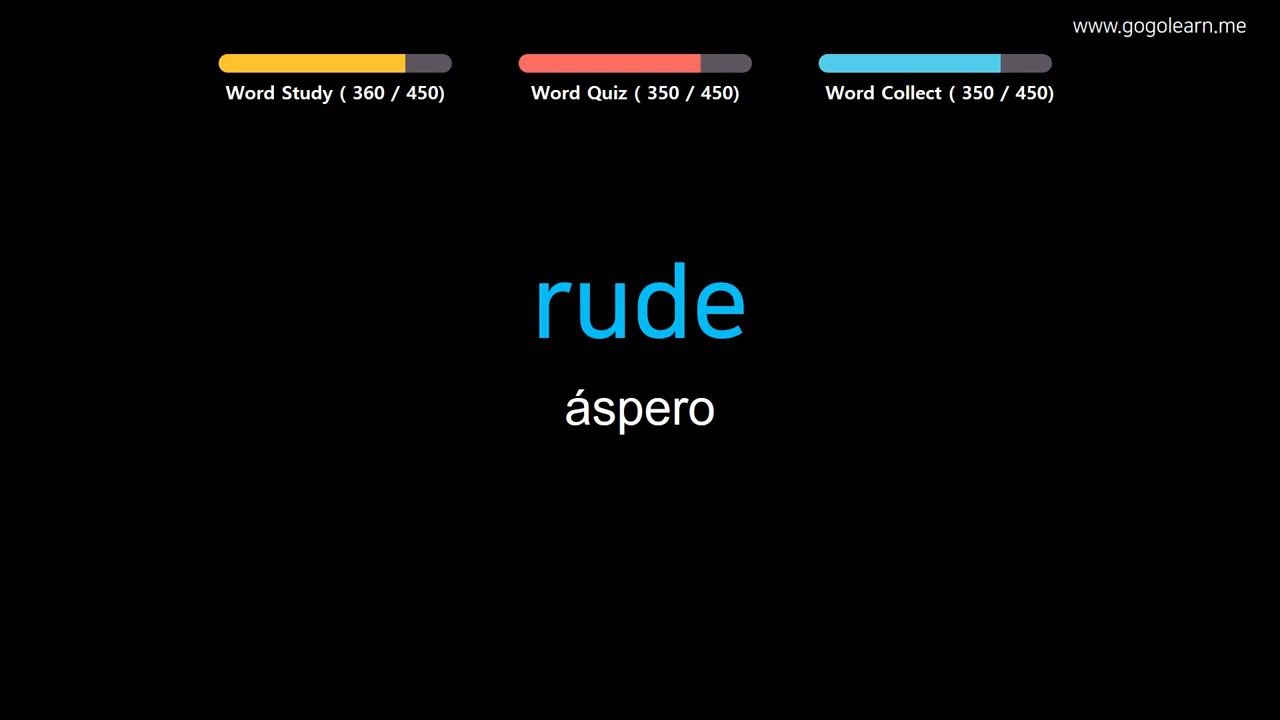 www.gogolearn.me
Word Study ( 360 / 450)
Word Quiz ( 350 / 450)
Word Collect ( 350 / 450)
rude
áspero